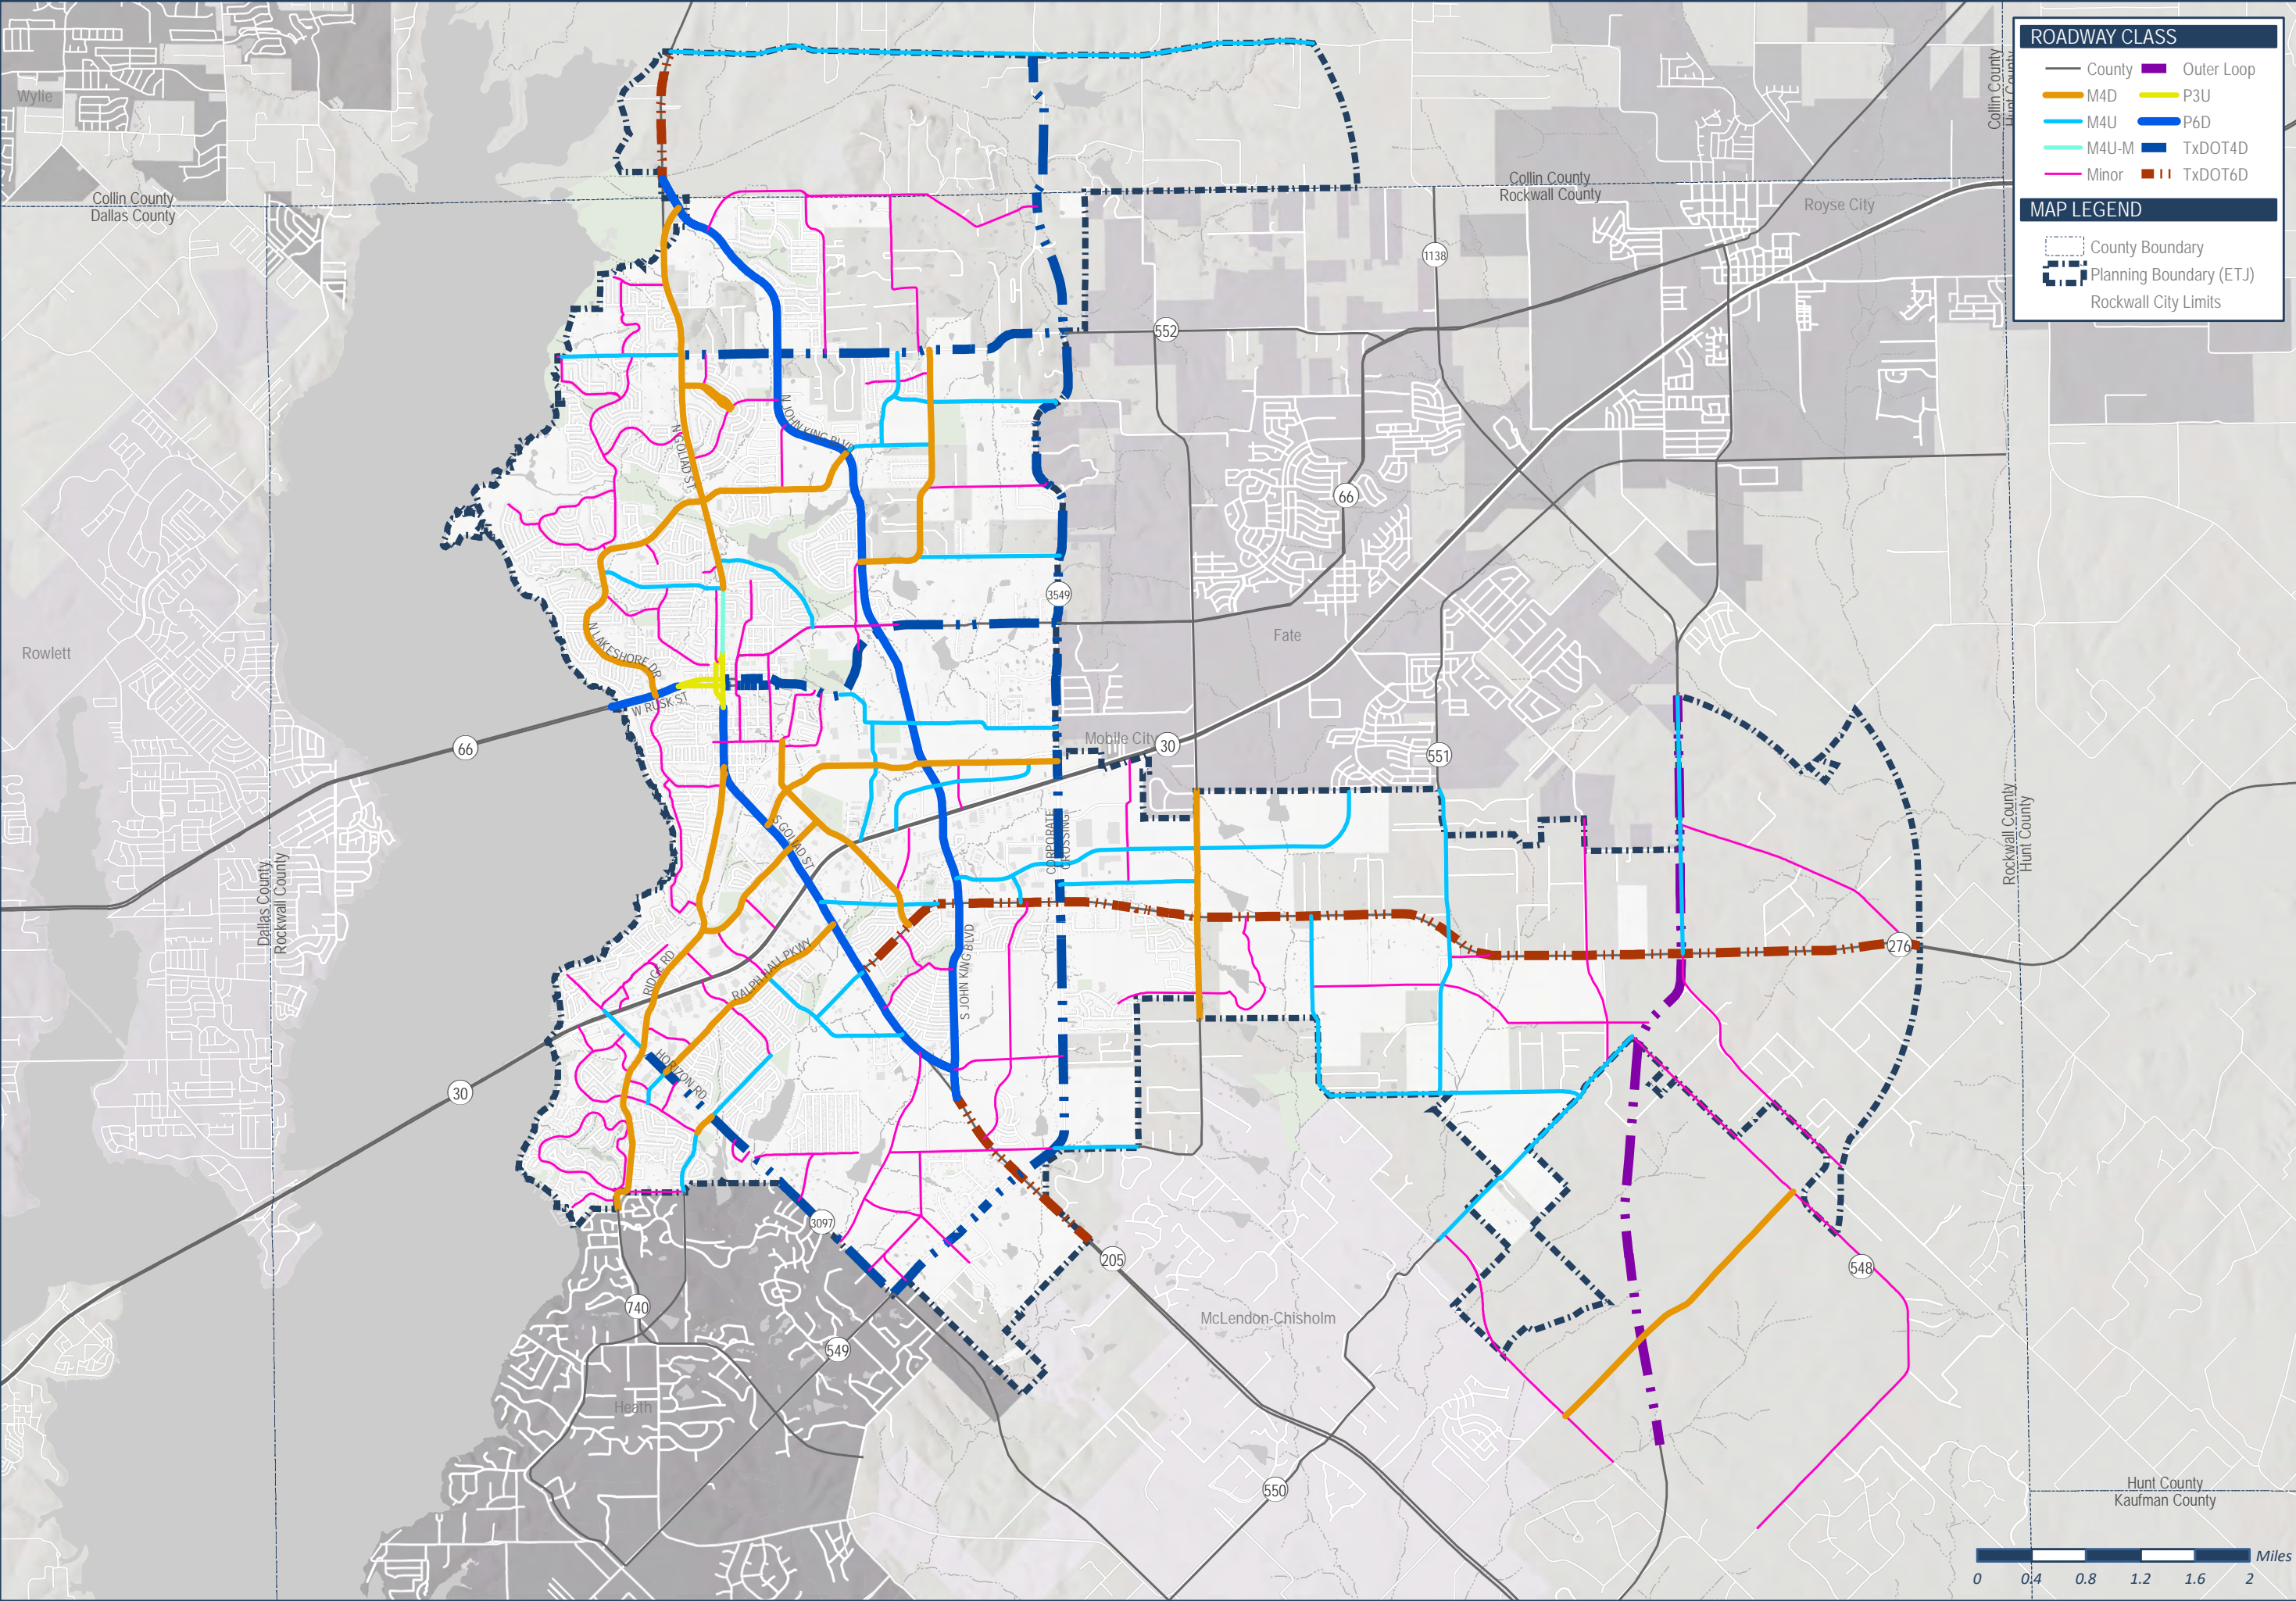 ROADWAY CLASS
County
Outer Loop
M4D
P3U
M4U
P6D
M4U-M
TxDOT4D
Minor
TxDOT6D
MAP LEGEND
County Boundary
Planning Boundary (ETJ)
Rockwall City Limits
Collin County
Hunt County
Wylie
Collin County
Dallas County
Collin County
Rockwall County
Royse City
1138
552
N JOHN KING BLVD
N GOLIAD ST
66
3549
Fate
Rowlett
N LAKESHORE DR
W RUSK ST
66
Mobile City
30
551
Rockwall County
Hunt County
S GOLIAD ST
CORPORATE
CROSSING
Dallas County
Rockwall County
276
RIDGE RD
RALPH HALL PKWY
S JOHN KING BLVD
HORIZON RD
30
3097
205
548
740
McLendon-Chisholm
549
Heath
550
Hunt County
Kaufman County
Miles
0 0.4 0.8 1.2 1.6 2